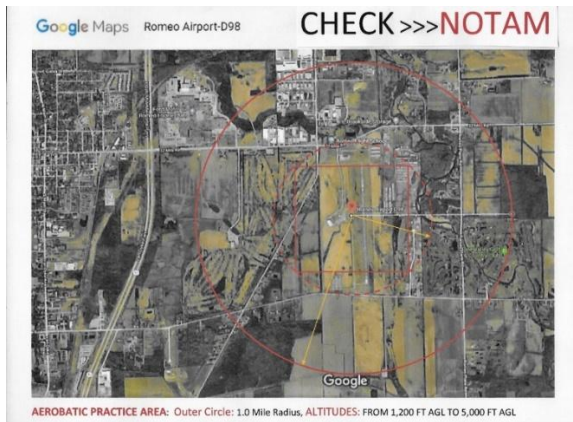 Google Maps Romeo Airport-D98 CHECK >>>NOTAM
Google
AEROBATIC PRACTICE AREA: Outer Circle: 1.0 Mile Radius, ALTITUDES: FROM 1,200 FT AGL TO 5,000 FT AGL